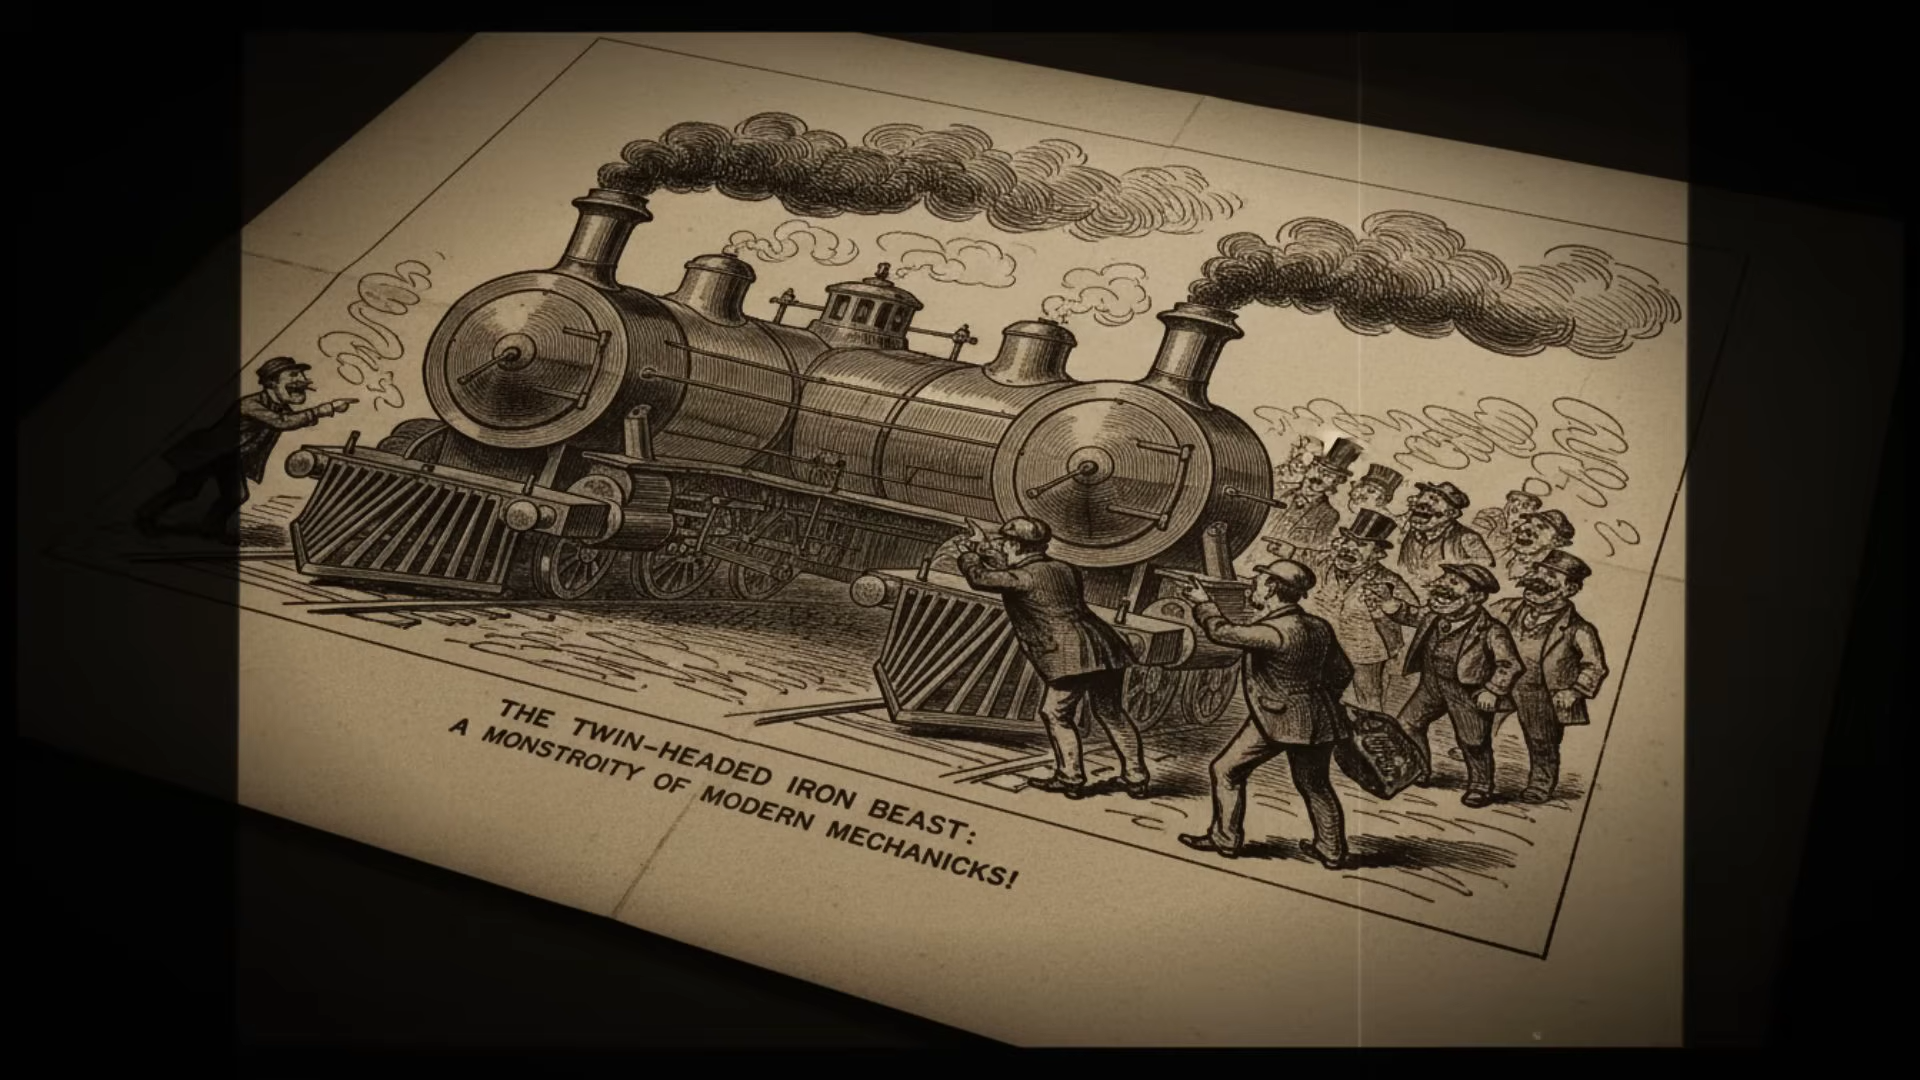 THE TWIN-HEADED IRON BEAST:
A MONSTROITY OF MODERN MECHANICKS!